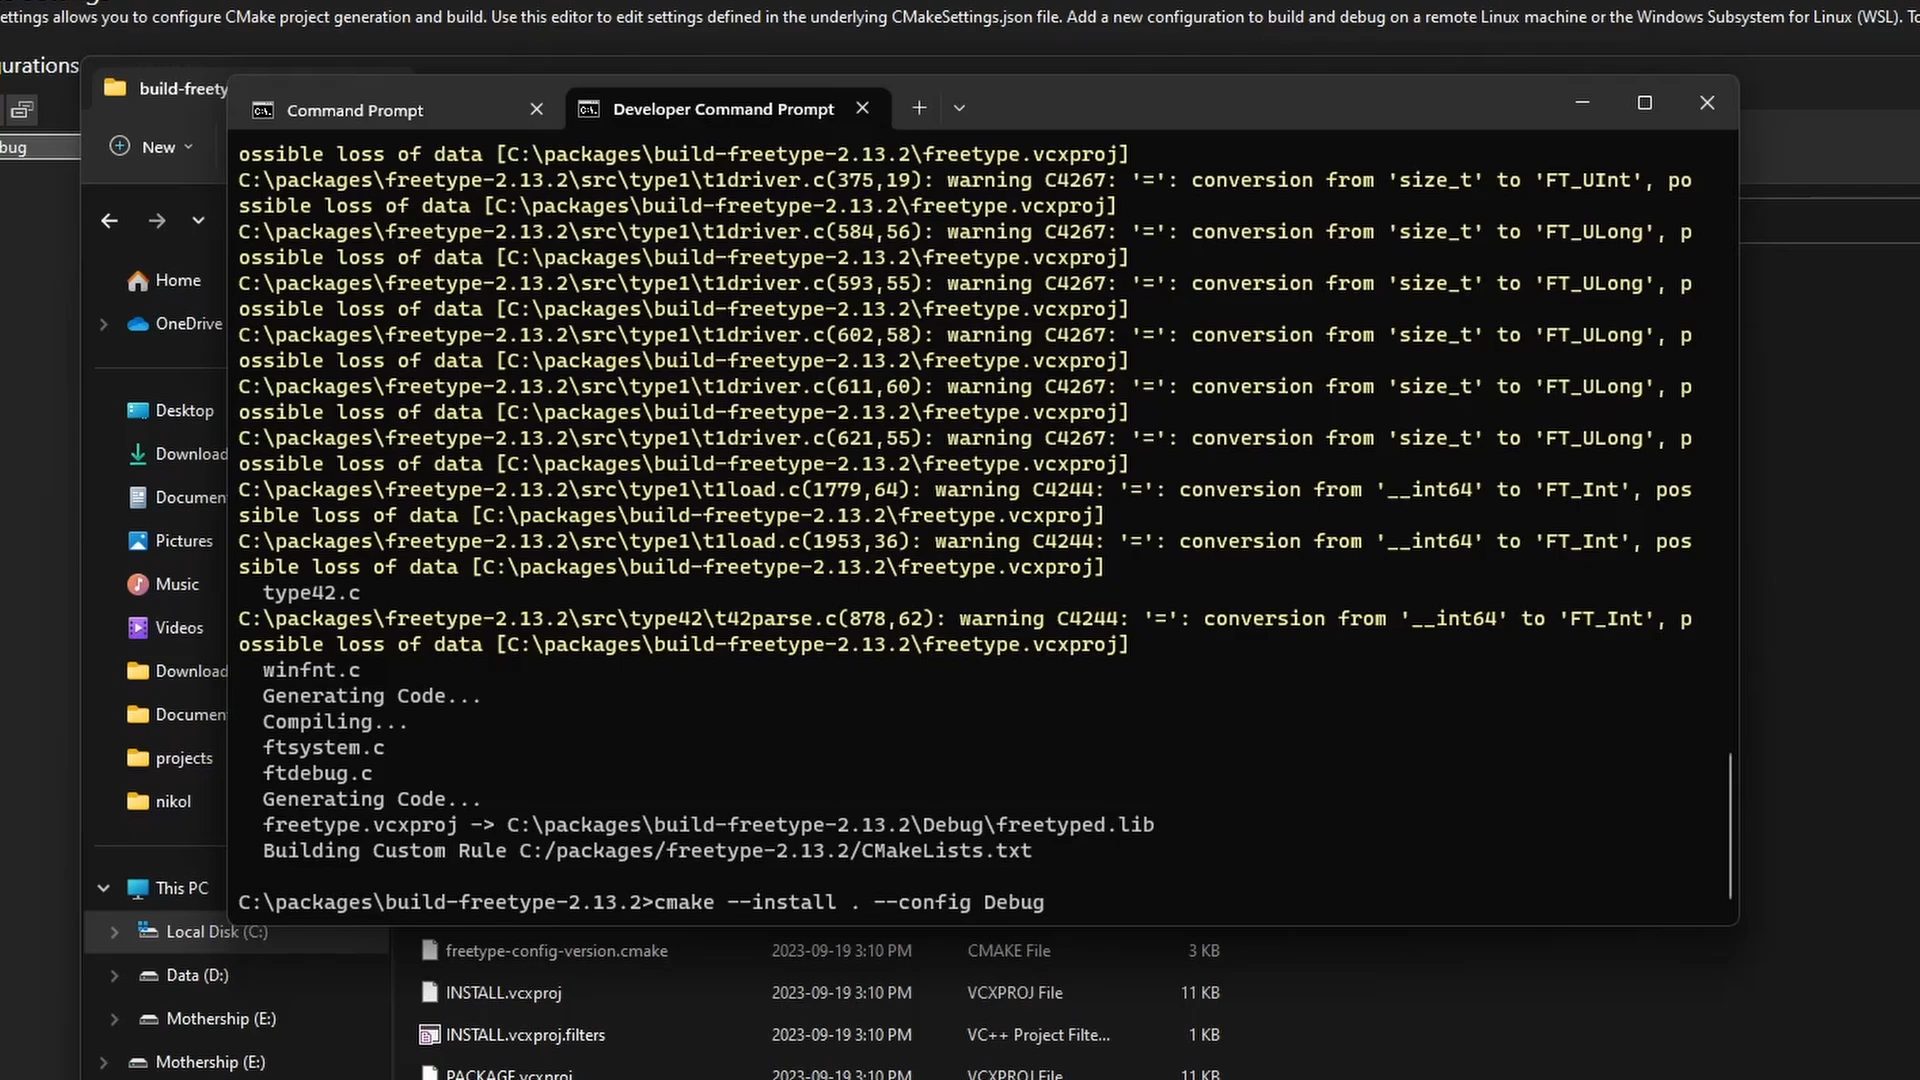 ettings allows you to configure CMake project generation and build. Use this editor to edit settings defined in the underlying CMakeSettings.json file. Add a new configuration to build and debug on a remote Linux machine or the Windows Subsystem for Linux (WSL). To
urations
build-freety
Command Prompt
Developer Command Prompt
bug
New
ossible loss of data [C:\packages\build-freetype-2.13.2\freetype.vcxproj]
C:\packages\freetype-2.13.2\src\type1\t1driver.c(375,19): warning C4267: '=': conversion from 'size_t' to 'FT_UInt', po
ssible loss of data [C:\packages\build-freetype-2.13.2\freetype.vcxproj]
C:\packages\freetype-2.13.2\src\type1\t1driver.c(584,56): warning C4267: '=': conversion from 'size_t' to 'FT_ULong', p
ossible loss of data [C:\packages\build-freetype-2.13.2\freetype.vcxproj]
C:\packages\freetype-2.13.2\src\type1\t1driver.c(593,55): warning C4267: '=': conversion from 'size_t' to 'FT_ULong', p
ossible loss of data [C:\packages\build-freetype-2.13.2\freetype.vcxproj]
C:\packages\freetype-2.13.2\src\type1\t1driver.c(602,58): warning C4267: '=': conversion from 'size_t' to 'FT_ULong', p
ossible loss of data [C:\packages\build-freetype-2.13.2\freetype.vcxproj]
C:\packages\freetype-2.13.2\src\type1\t1driver.c(611,60): warning C4267: '=': conversion from 'size_t' to 'FT_ULong', p
ossible loss of data [C:\packages\build-freetype-2.13.2\freetype.vcxproj]
C:\packages\freetype-2.13.2\src\type1\t1driver.c(621,55): warning C4267: '=': conversion from 'size_t' to 'FT_ULong', p
ossible loss of data [C:\packages\build-freetype-2.13.2\freetype.vcxproj]
C:\packages\freetype-2.13.2\src\type1\t1load.c(1779,64): warning C4244: '=': conversion from '__int64' to 'FT_Int', pos
sible loss of data [C:\packages\build-freetype-2.13.2\freetype.vcxproj]
C:\packages\freetype-2.13.2\src\type1\t1load.c(1953,36): warning C4244: '=': conversion from '__int64' to 'FT_Int', pos
sible loss of data [C:\packages\build-freetype-2.13.2\freetype.vcxproj]
type42.c
C:\packages\freetype-2.13.2\src\type42\t42parse.c(878,62): warning C4244: '=': conversion from '__int64' to 'FT_Int', p
ossible loss of data [C:\packages\build-freetype-2.13.2\freetype.vcxproj]
winfnt.c
Generating Code...
Compiling...
ftsystem.c
ftdebug.c
Generating Code...
freetype.vcxproj -> C:\packages\build-freetype-2.13.2\Debug\freetyped.lib
Building Custom Rule C:/packages/freetype-2.13.2/CMakeLists.txt
C:\packages\build-freetype-2.13.2>cmake --install . --config Debug
Home
OneDrive
Desktop
Download
Documen
Pictures
Music
Videos
Download
Documen
projects
nikol
This PC
Local Disk (C:)
Data (D:)
Mothership (E:)
Mothership (E:)
freetype-config-version.cmake 2023-09-19 3:10 PM CMAKE File 3 KB
INSTALL.vcxproj 2023-09-19 3:10 PM VCXPROJ File 11 KB
INSTALL.vcxproj.filters 2023-09-19 3:10 PM VC++ Project Filte... 1 KB
PACKAGE.vcxproj 2023-09-19 3:10 PM VCXPROJ File 11 KB